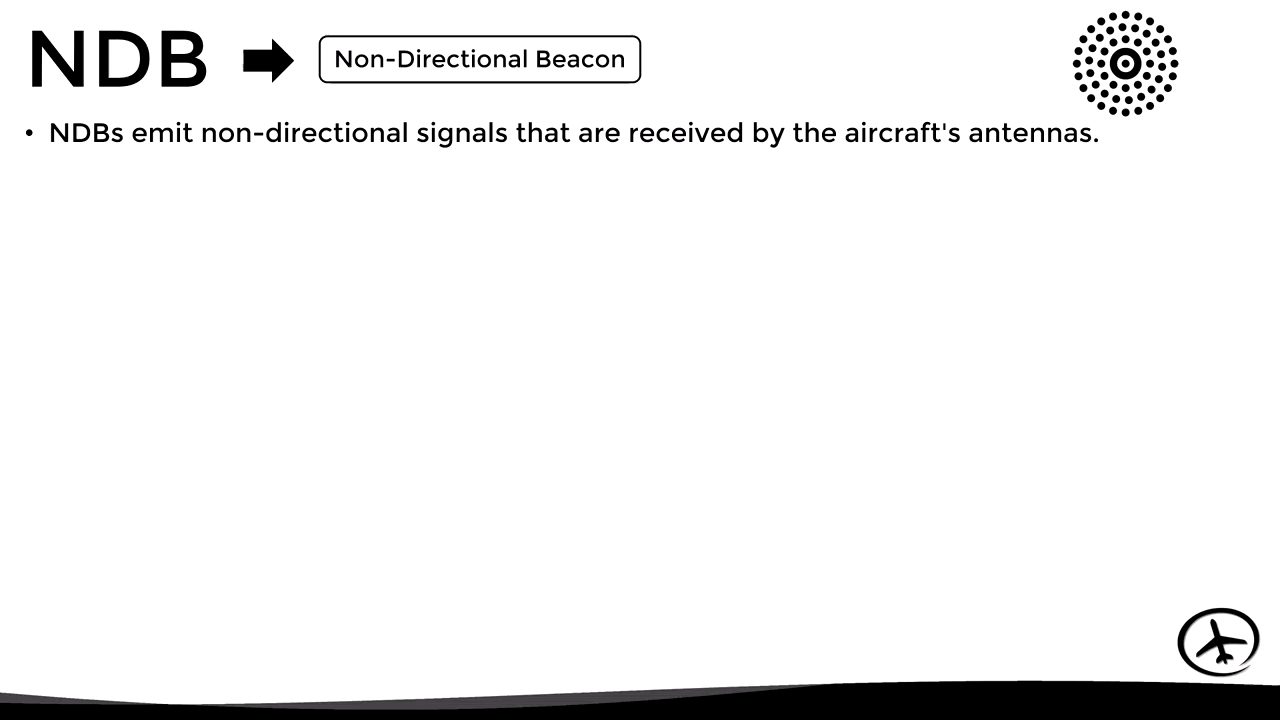 NDB
Non-Directional Beacon
• NDBs emit non-directional signals that are received by the aircraft's antennas.